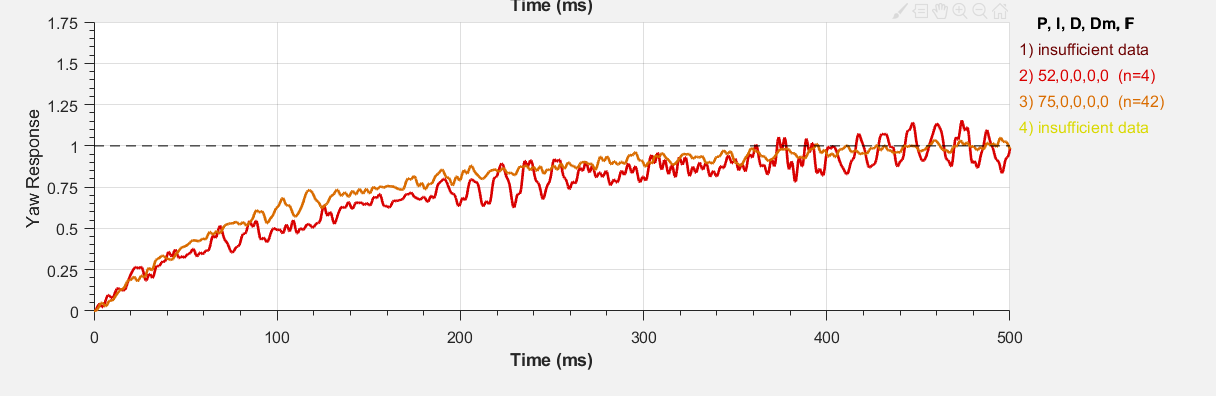 Time (ms)
P, I, D, Dm, F
1) insufficient data
2) 52,0,0,0,0 (n=4)
3) 75,0,0,0,0 (n=42)
4) insufficient data
Yaw Response
1.75
1.5
1.25
1
0.75
0.5
0.25
0
0 100 200 300 400 500
Time (ms)